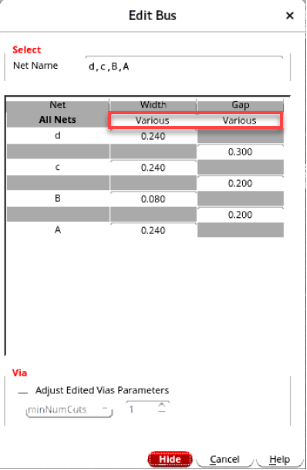 Edit Bus
Select
Net Name d,c,B,A
Net Width Gap
All Nets Various Various
d 0.240
0.300
c 0.240
0.200
B 0.080
0.200
A 0.240
Via
Adjust Edited Vias Parameters
minNumCuts 1
Hide Cancel Help